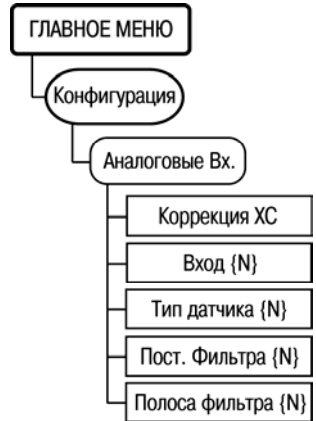 ГЛАВНОЕ МЕНЮ
Конфигурация
Аналоговые Вх.
Коррекция ХС
Вход {N}
Тип датчика {N}
Пост. Фильтра {N}
Полоса фильтра {N}